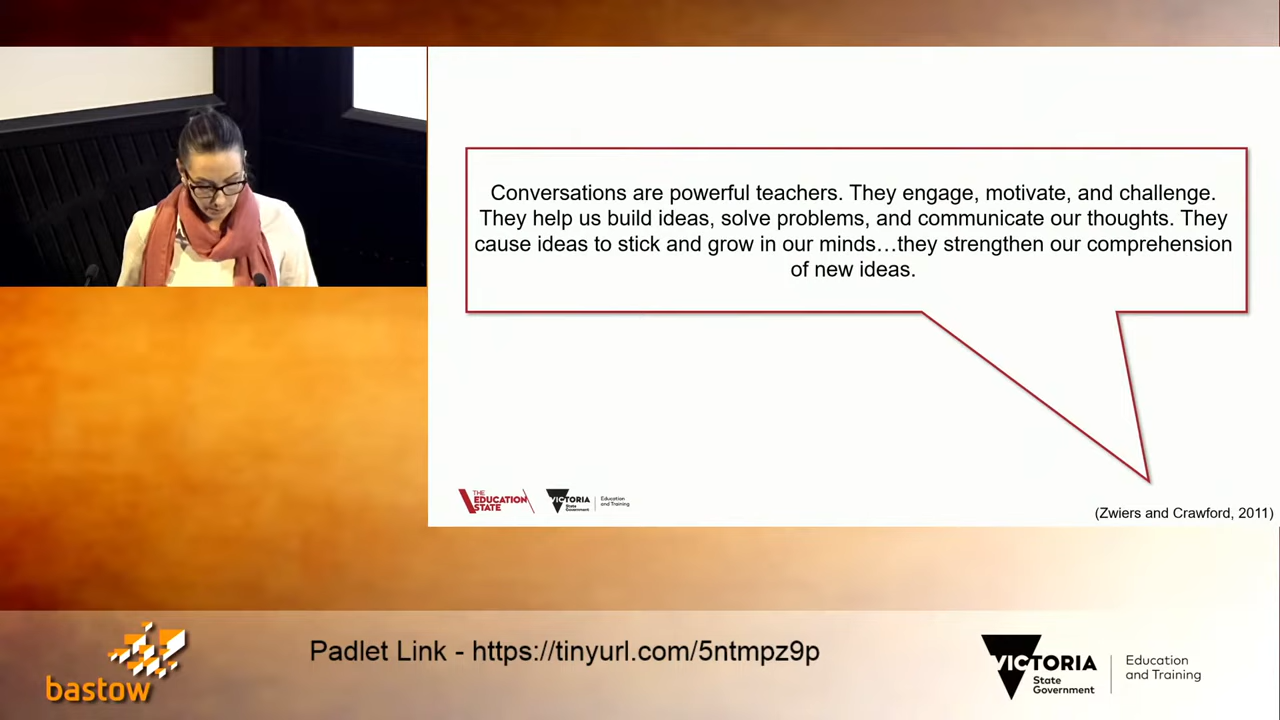 Conversations are powerful teachers. They engage, motivate, and challenge.
They help us build ideas, solve problems, and communicate our thoughts. They
cause ideas to stick and grow in our minds…they strengthen our comprehension
of new ideas.
THE
EDUCATION
STATE
VICTORIA
State
Government
Education
and Training
(Zwiers and Crawford, 2011)
bastow
Padlet Link - https://tinyurl.com/5ntmpz9p
VICTORIA
State
Government
Education
and Training